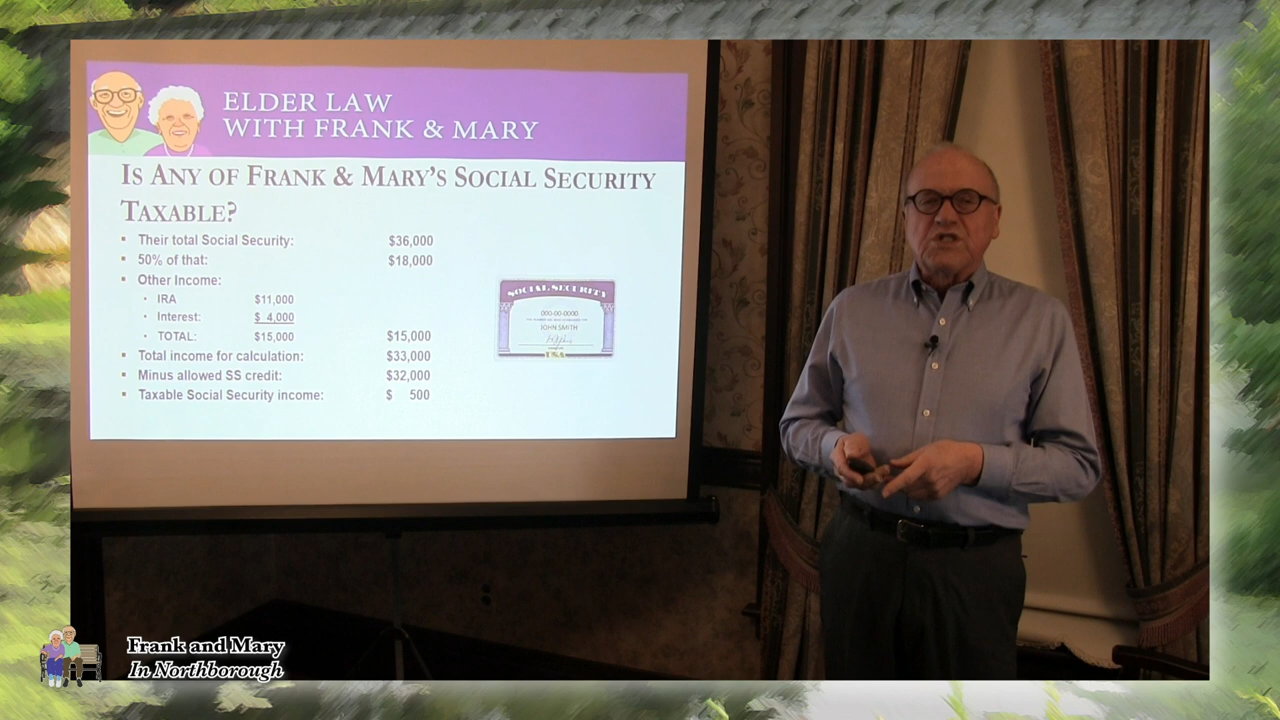 ELDER LAW
WITH FRANK & MARY
IS ANY OF FRANK & MARY'S SOCIAL SECURITY
TAXABLE?
▪ Their total Social Security: $36,000
▪ 50% of that: $18,000
▪ Other Income:
• IRA $11,000
• Interest: $ 4,000
• TOTAL: $15,000 $15,000
▪ Total income for calculation: $33,000
▪ Minus allowed SS credit: $32,000
▪ Taxable Social Security income: $ 500
SOCIAL SECURITY
000-00-0000
JOHN SMITH
USA
Frank and Mary
In Northborough